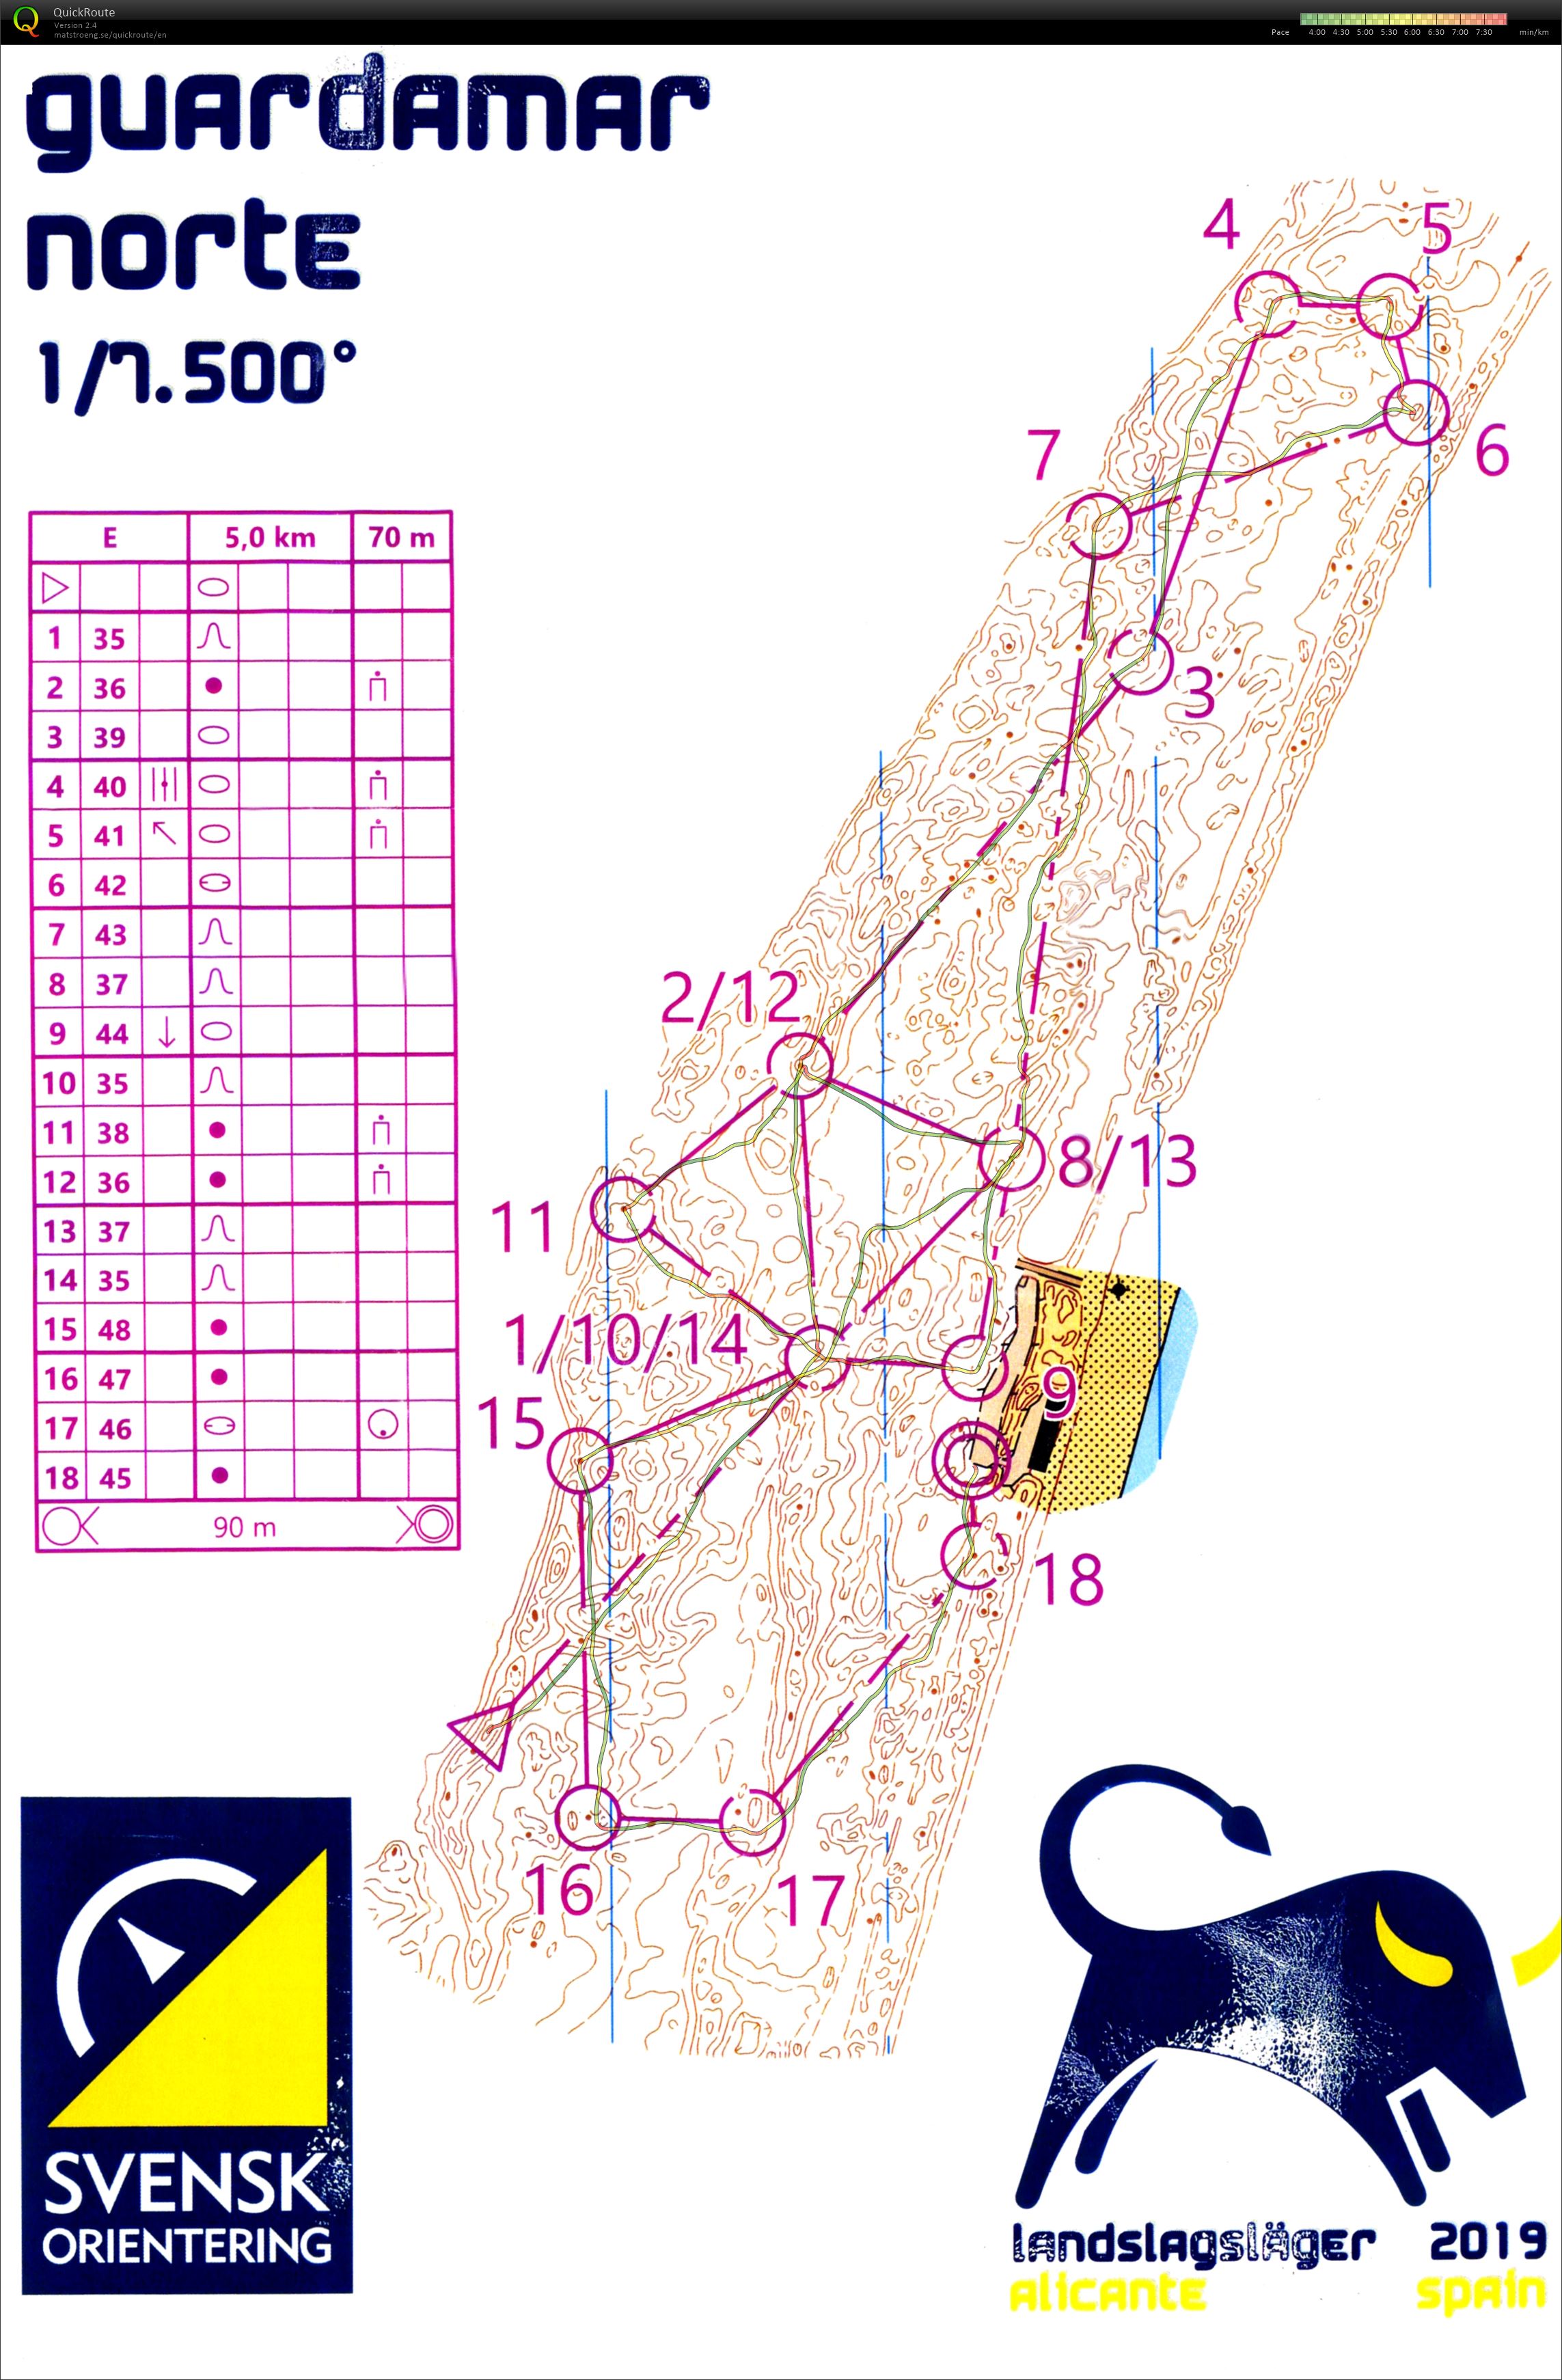 QuickRoute
Version 2.4
matstroeng.se/quickroute/en
Pace 4:00 4:30 5:00 5:30 6:00 6:30 7:00 7:30 min/km
guardamar
norte
1/7.500°
E 5,0 km 70 m
1 35
2 36
3 39
4 40
5 41
6 42
7 43
8 37
9 44
10 35
11 38
12 36
13 37
14 35
15 48
16 47
17 46
18 45
90 m
4
5
7
6
3
2/12
8/13
11
1/10/14
9
15
18
16
17
SVENSK
ORIENTERING
landslagsläger 2019
alicante spain